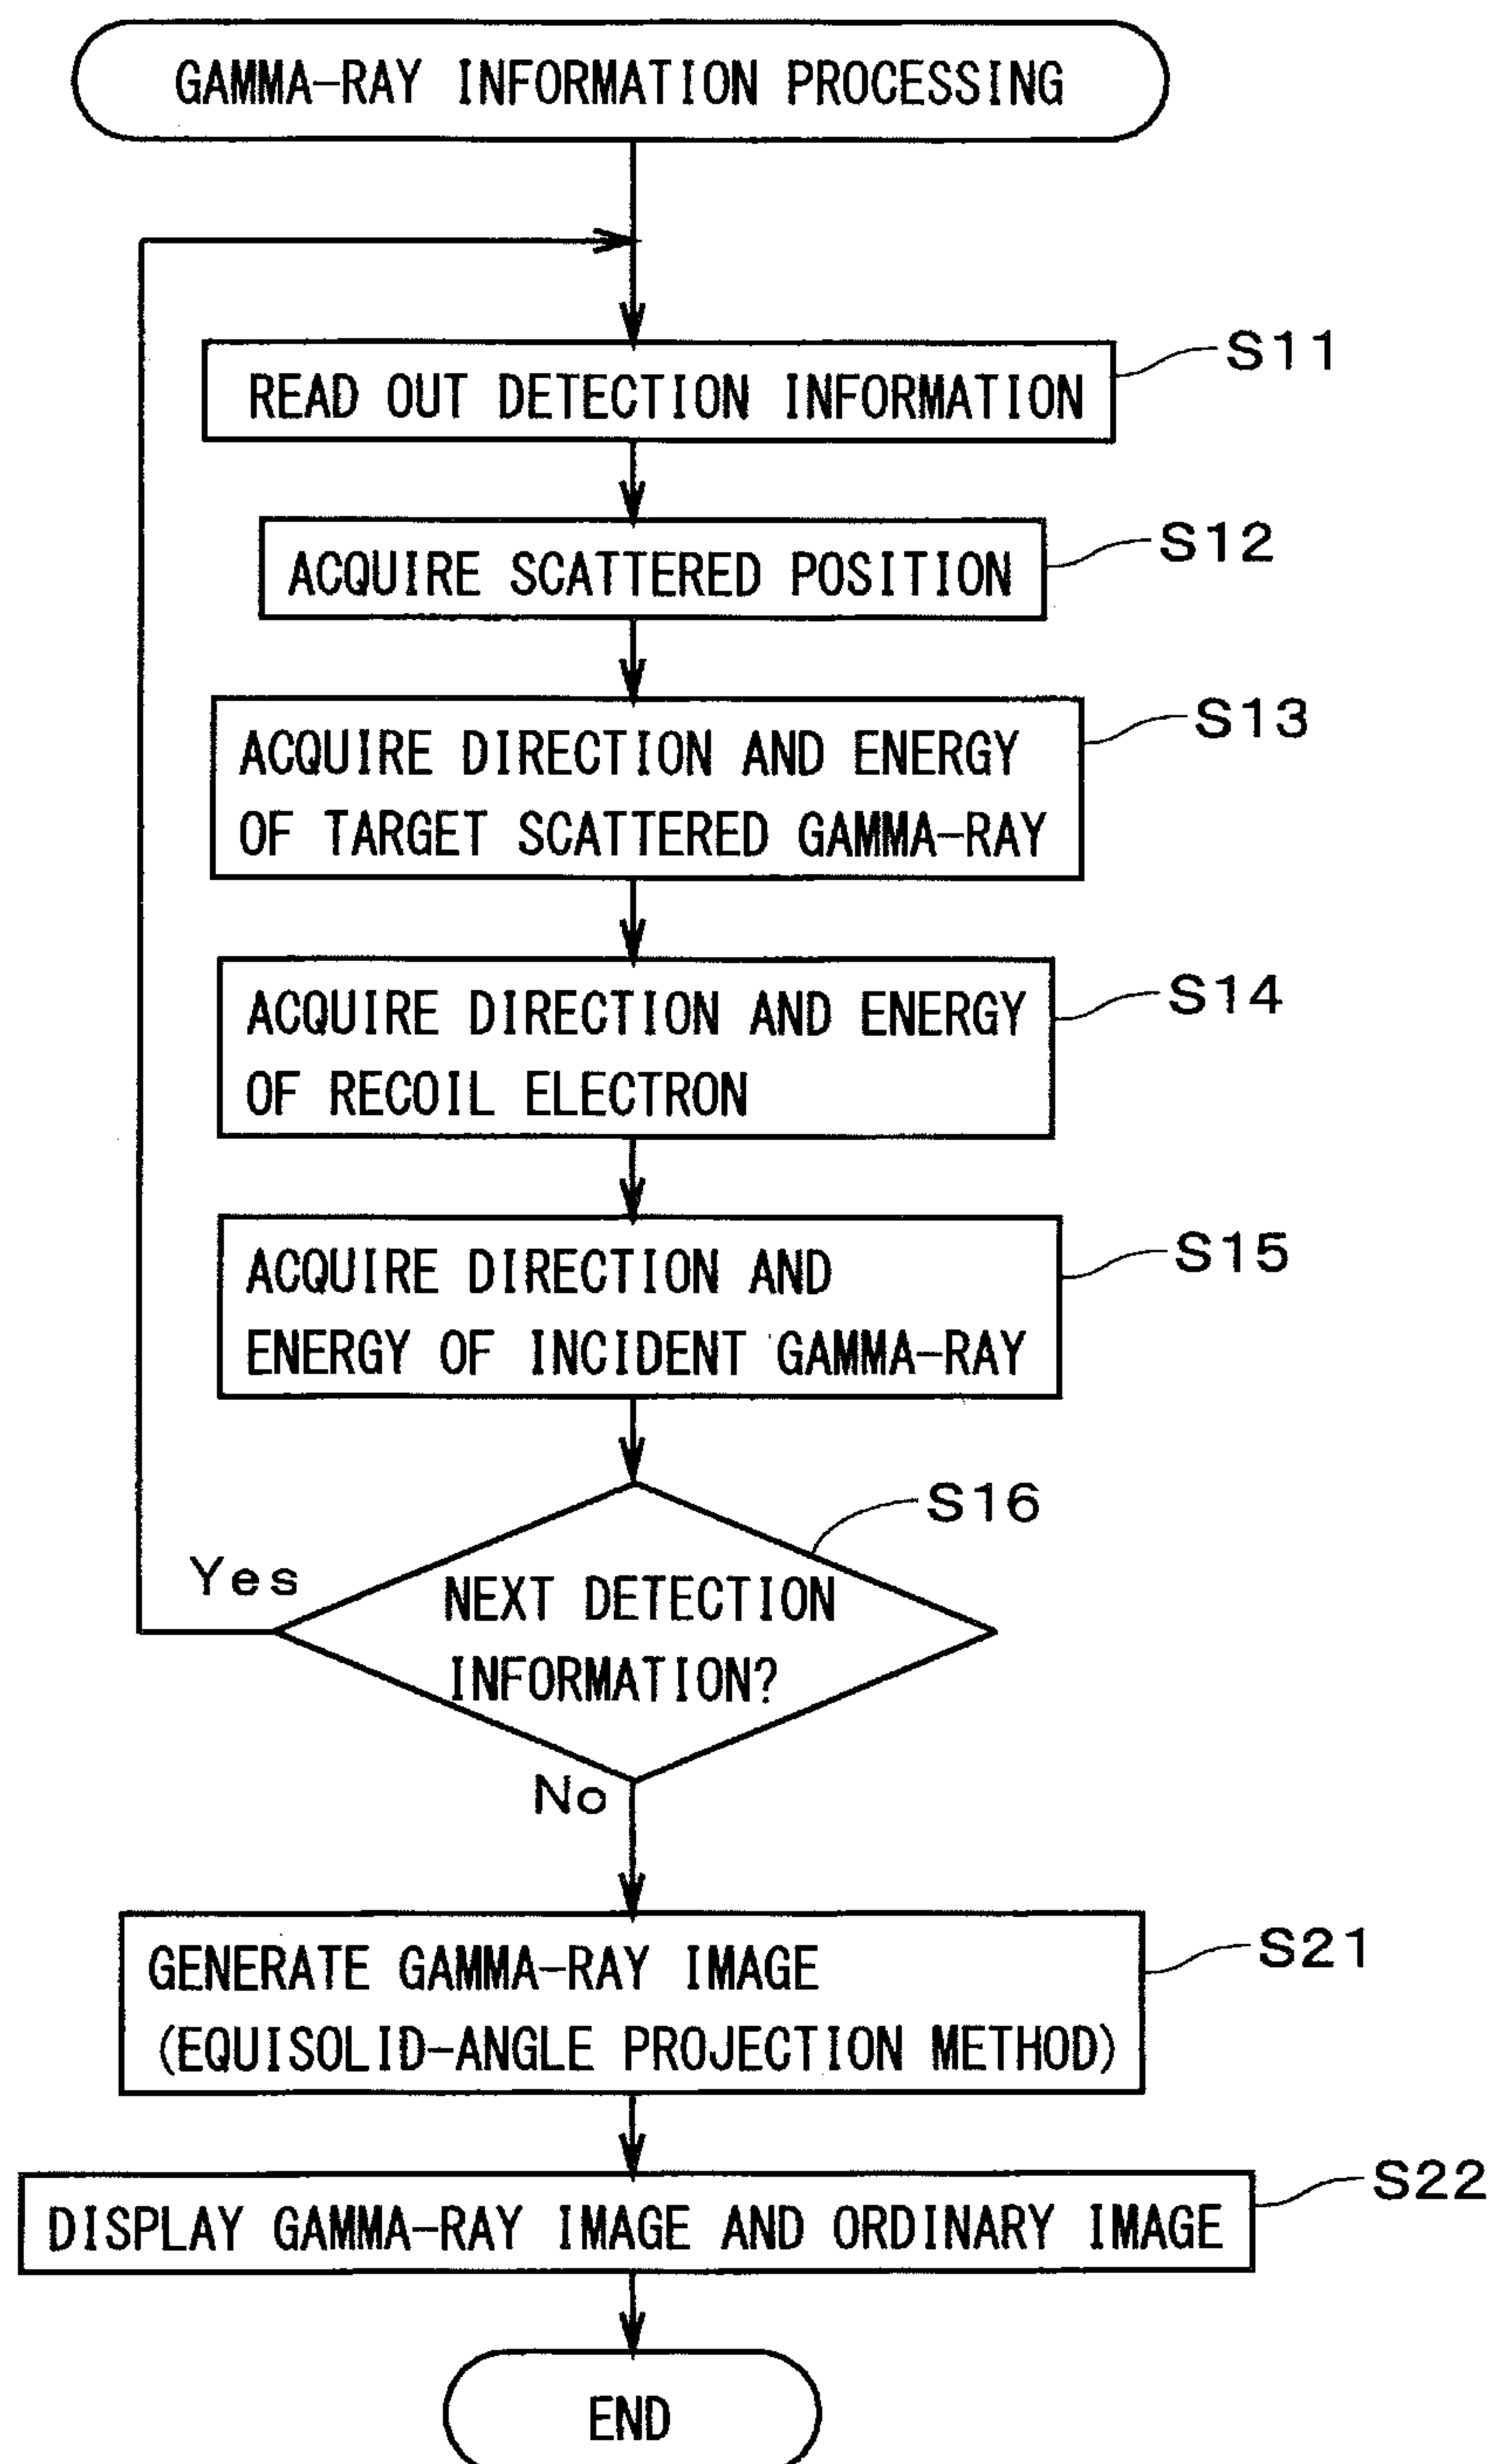 GAMMA-RAY INFORMATION PROCESSING
READ OUT DETECTION INFORMATION
S11
ACQUIRE SCATTERED POSITION
S12
ACQUIRE DIRECTION AND ENERGY
OF TARGET SCATTERED GAMMA-RAY
S13
ACQUIRE DIRECTION AND ENERGY
OF RECOIL ELECTRON
S14
ACQUIRE DIRECTION AND
ENERGY OF INCIDENT GAMMA-RAY
S15
S16
Yes
NEXT DETECTION
INFORMATION?
No
GENERATE GAMMA-RAY IMAGE
(EQUISOLID-ANGLE PROJECTION METHOD)
S21
DISPLAY GAMMA-RAY IMAGE AND ORDINARY IMAGE
S22
END